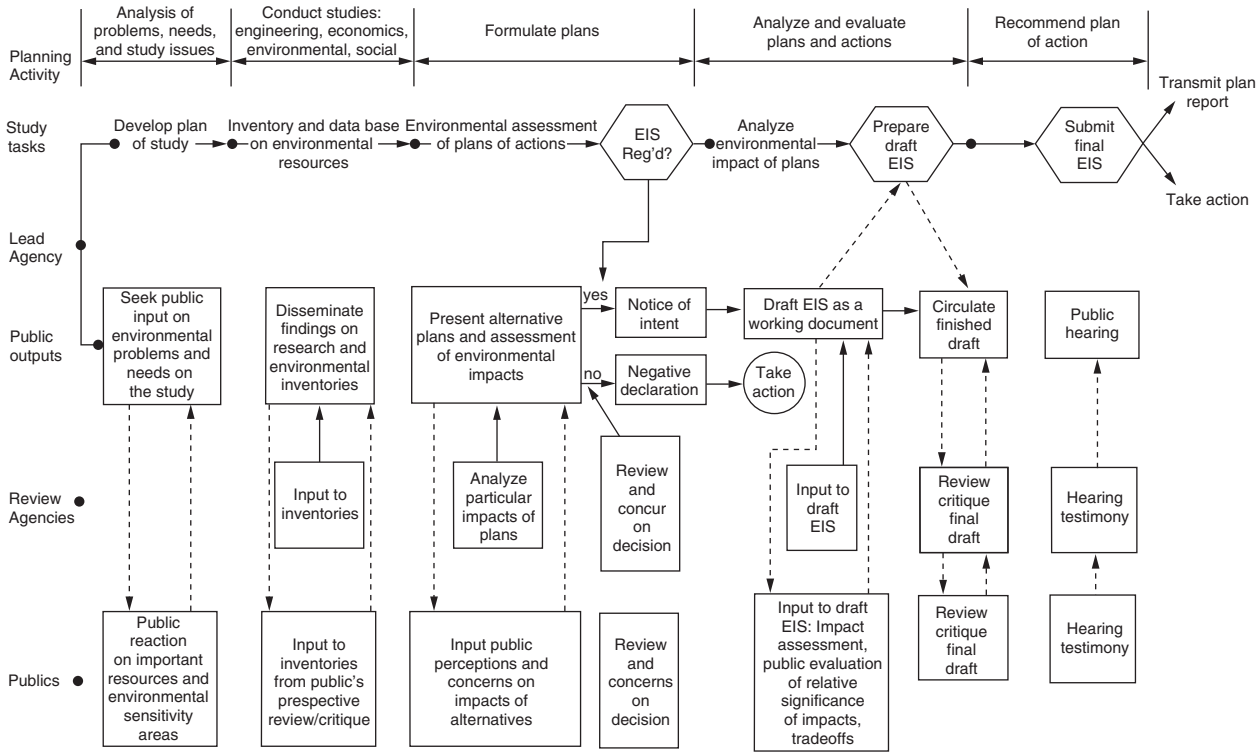 Planning
Activity
Analysis of
problems, needs,
and study issues
Conduct studies:
engineering, economics,
environmental, social
Formulate plans
Analyze and evaluate
plans and actions
Recommend plan
of action
Study
tasks
Develop plan
of study
Inventory and data base
on environmental
resources
Environmental assessment
of plans of actions
EIS
Reg'd?
Analyze
environmental
impact of plans
Prepare
draft
EIS
Submit
final
EIS
Transmit plan
report
Take action
Lead
Agency
Public
outputs
Seek public
input on
environmental
problems and
needs on
the study
Disseminate
findings on
research and
environmental
inventories
Present alternative
plans and assessment
of environmental
impacts
yes
Notice of
intent
Draft EIS as a
working document
Circulate
finished
draft
Public
hearing
no
Negative
declaration
Take
action
Review
Agencies
Input to
inventories
Analyze
particular
impacts of
plans
Review
and
concur on
decision
Input to
draft
EIS
Review
critique
final
draft
Hearing
testimony
Publics
Public
reaction
on important
resources and
environmental
sensitivity
areas
Input to
inventories
from public's
prespective
review/critique
Input public
perceptions and
concerns on
impacts of
alternatives
Review
and
concerns on
decision
Input to draft
EIS: Impact
assessment,
public evaluation
of relative
significance
of impacts,
tradeoffs
Review
critique
final
draft
Hearing
testimony